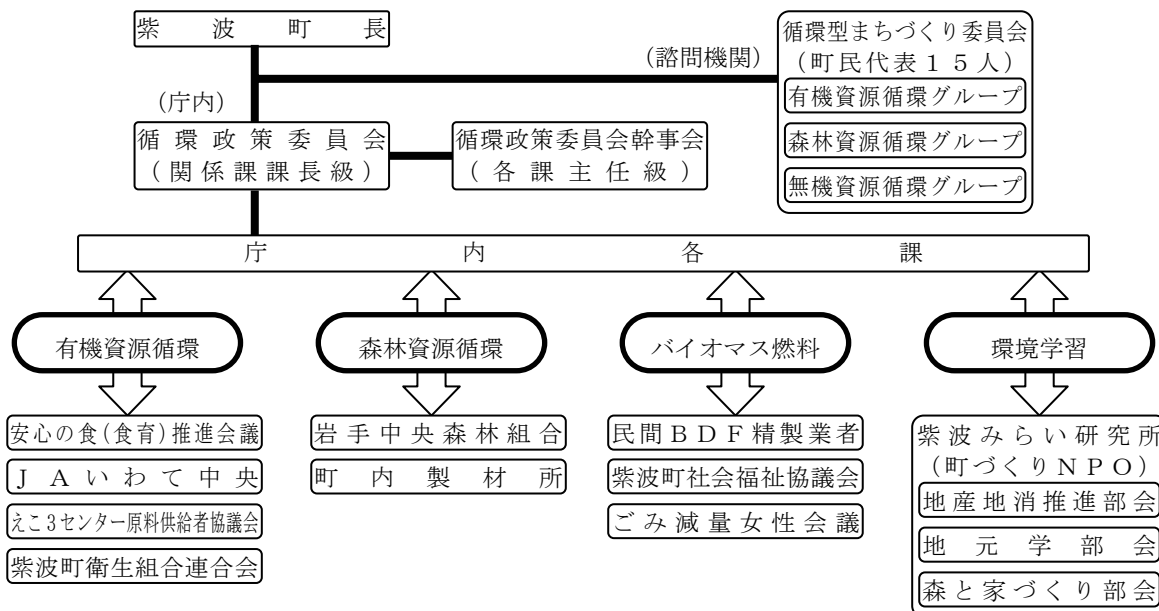 紫波町長
循環型まちづくり委員会
(町民代表１５人)
有機資源循環グループ
森林資源循環グループ
無機資源循環グループ
(諮問機関)
(庁内)
循環政策委員会
(関係課課長級)
循環政策委員会幹事会
(各課主任級)
庁内各課
有機資源循環
森林資源循環
バイオマス燃料
環境学習
安心の食(食育)推進会議
ＪＡいわて中央
えこ３センター原料供給者協議会
紫波町衛生組合連合会
岩手中央森林組合
町内製材所
民間ＢＤＦ精製業者
紫波町社会福祉協議会
ごみ減量女性会議
紫波みらい研究所
(町づくりＮＰＯ)
地産地消推進部会
地元学部会
森と家づくり部会